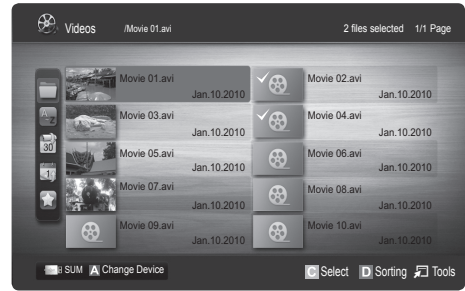 Videos /Movie 01.avi 2 files selected 1/1 Page
Movie 01.avi Movie 02.avi
Jan.10.2010 Jan.10.2010
Movie 03.avi Movie 04.avi
Jan.10.2010 Jan.10.2010
30
Movie 05.avi Movie 06.avi
Jan.10.2010 Jan.10.2010
1
Movie 07.avi Movie 08.avi
Jan.10.2010 Jan.10.2010
Movie 09.avi Movie 10.avi
Jan.10.2010 Jan.10.2010
SUM A Change Device C Select D Sorting Tools